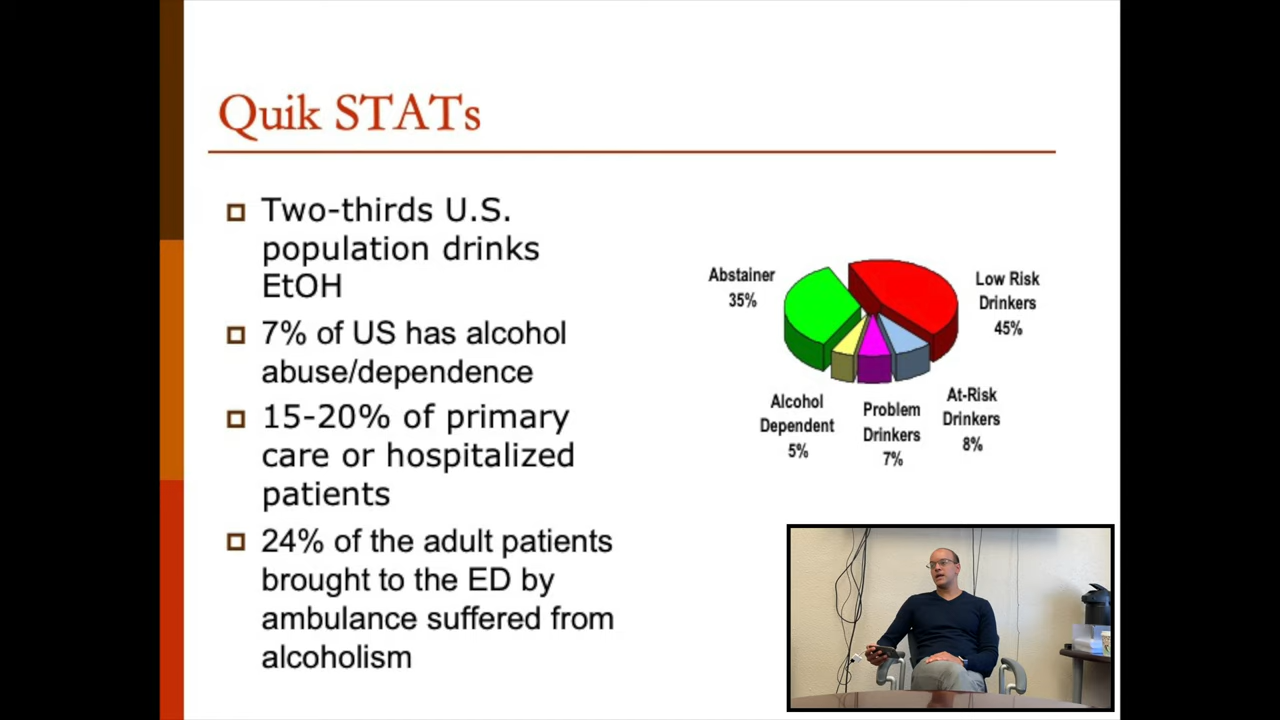 Quik STATs
Two-thirds U.S.
population drinks
EtOH
7% of US has alcohol
abuse/dependence
15-20% of primary
care or hospitalized
patients
24% of the adult patients
brought to the ED by
ambulance suffered from
alcoholism
Abstainer
35%
Low Risk
Drinkers
45%
Alcohol
Dependent
5%
Problem
Drinkers
7%
At-Risk
Drinkers
8%